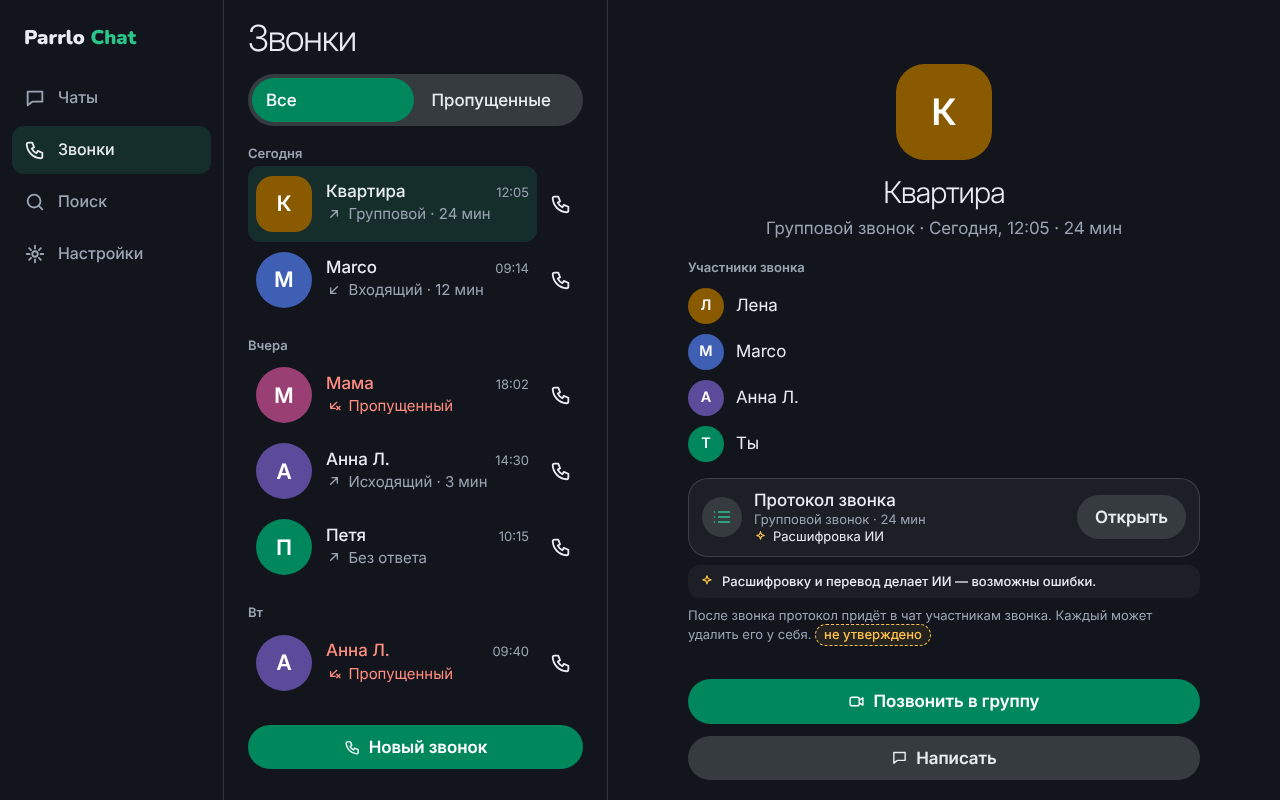 Parrlo Chat
Чаты
Звонки
Поиск
Настройки
Звонки
Все
Пропущенные
Сегодня
К
Квартира
12:05
Групповой · 24 мин
M
Marco
09:14
Входящий · 12 мин
Вчера
М
Мама
18:02
Пропущенный
А
Анна Л.
14:30
Исходящий · 3 мин
П
Петя
10:15
Без ответа
Вт
А
Анна Л.
09:40
Пропущенный
Новый звонок
К
Квартира
Групповой звонок · Сегодня, 12:05 · 24 мин
Участники звонка
Л
Лена
M
Marco
А
Анна Л.
Т
Ты
Протокол звонка
Групповой звонок · 24 мин
Расшифровка ИИ
Открыть
Расшифровку и перевод делает ИИ — возможны ошибки.
После звонка протокол придёт в чат участникам звонка. Каждый может
удалить его у себя. не утверждено
Позвонить в группу
Написать